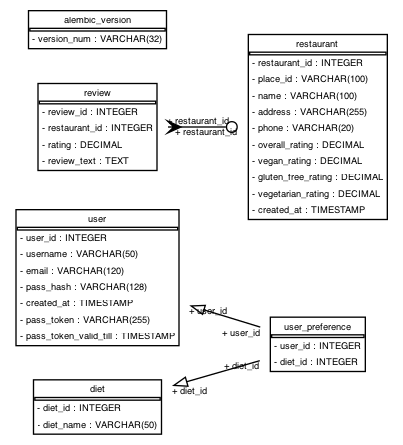 alembic_version
- version_num : VARCHAR(32)
restaurant
- restaurant_id : INTEGER
- place_id : VARCHAR(100)
- name : VARCHAR(100)
- address : VARCHAR(255)
- phone : VARCHAR(20)
- overall_rating : DECIMAL
- vegan_rating : DECIMAL
- gluten_free_rating : DECIMAL
- vegetarian_rating : DECIMAL
- created_at : TIMESTAMP
review
- review_id : INTEGER
- restaurant_id : INTEGER
- rating : DECIMAL
- review_text : TEXT
+ restaurant_id
+ restaurant_id
user
- user_id : INTEGER
- username : VARCHAR(50)
- email : VARCHAR(120)
- pass_hash : VARCHAR(128)
- created_at : TIMESTAMP
- pass_token : VARCHAR(255)
- pass_token_valid_till : TIMESTAMP
+ user_id
+ user_id
user_preference
- user_id : INTEGER
- diet_id : INTEGER
+ diet_id
+ diet_id
diet
- diet_id : INTEGER
- diet_name : VARCHAR(50)